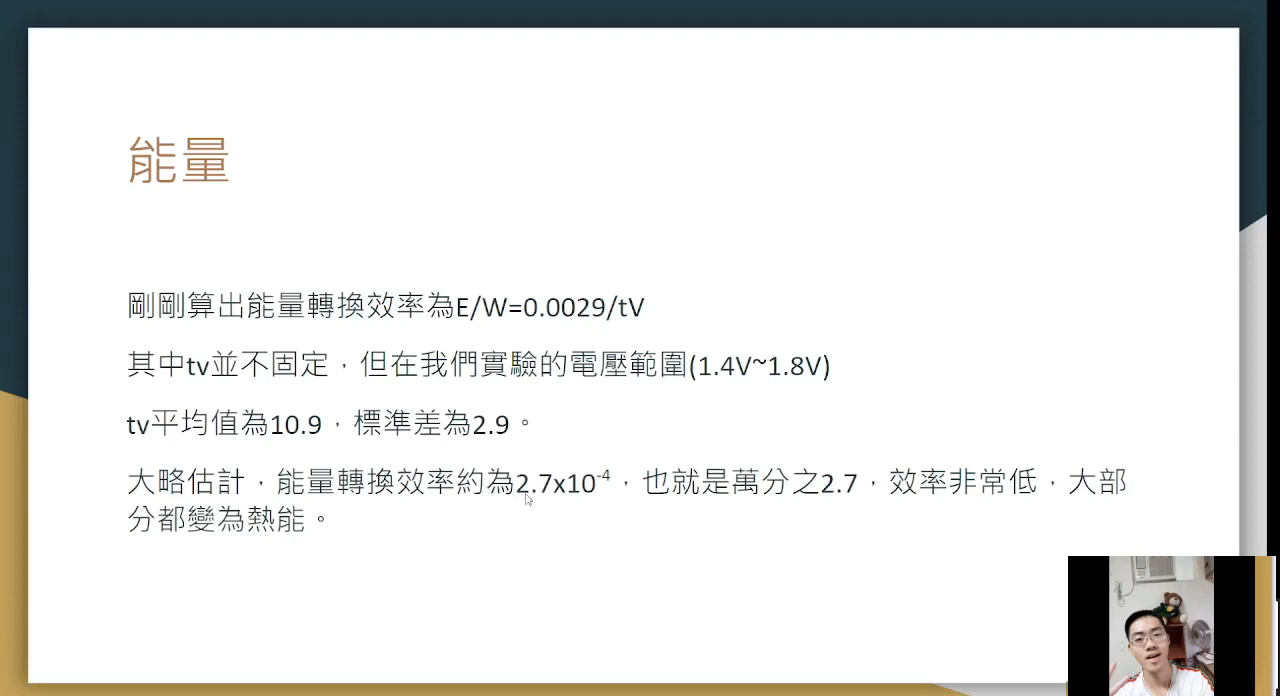 能量
剛剛算出能量轉換效率為E/W=0.0029/tV
其中tv並不固定，但在我們實驗的電壓範圍(1.4V~1.8V)
tv平均值為10.9，標準差為2.9。
大略估計，能量轉換效率約為2.7x10⁻⁴，也就是萬分之2.7，效率非常低，大部
分都變為熱能。